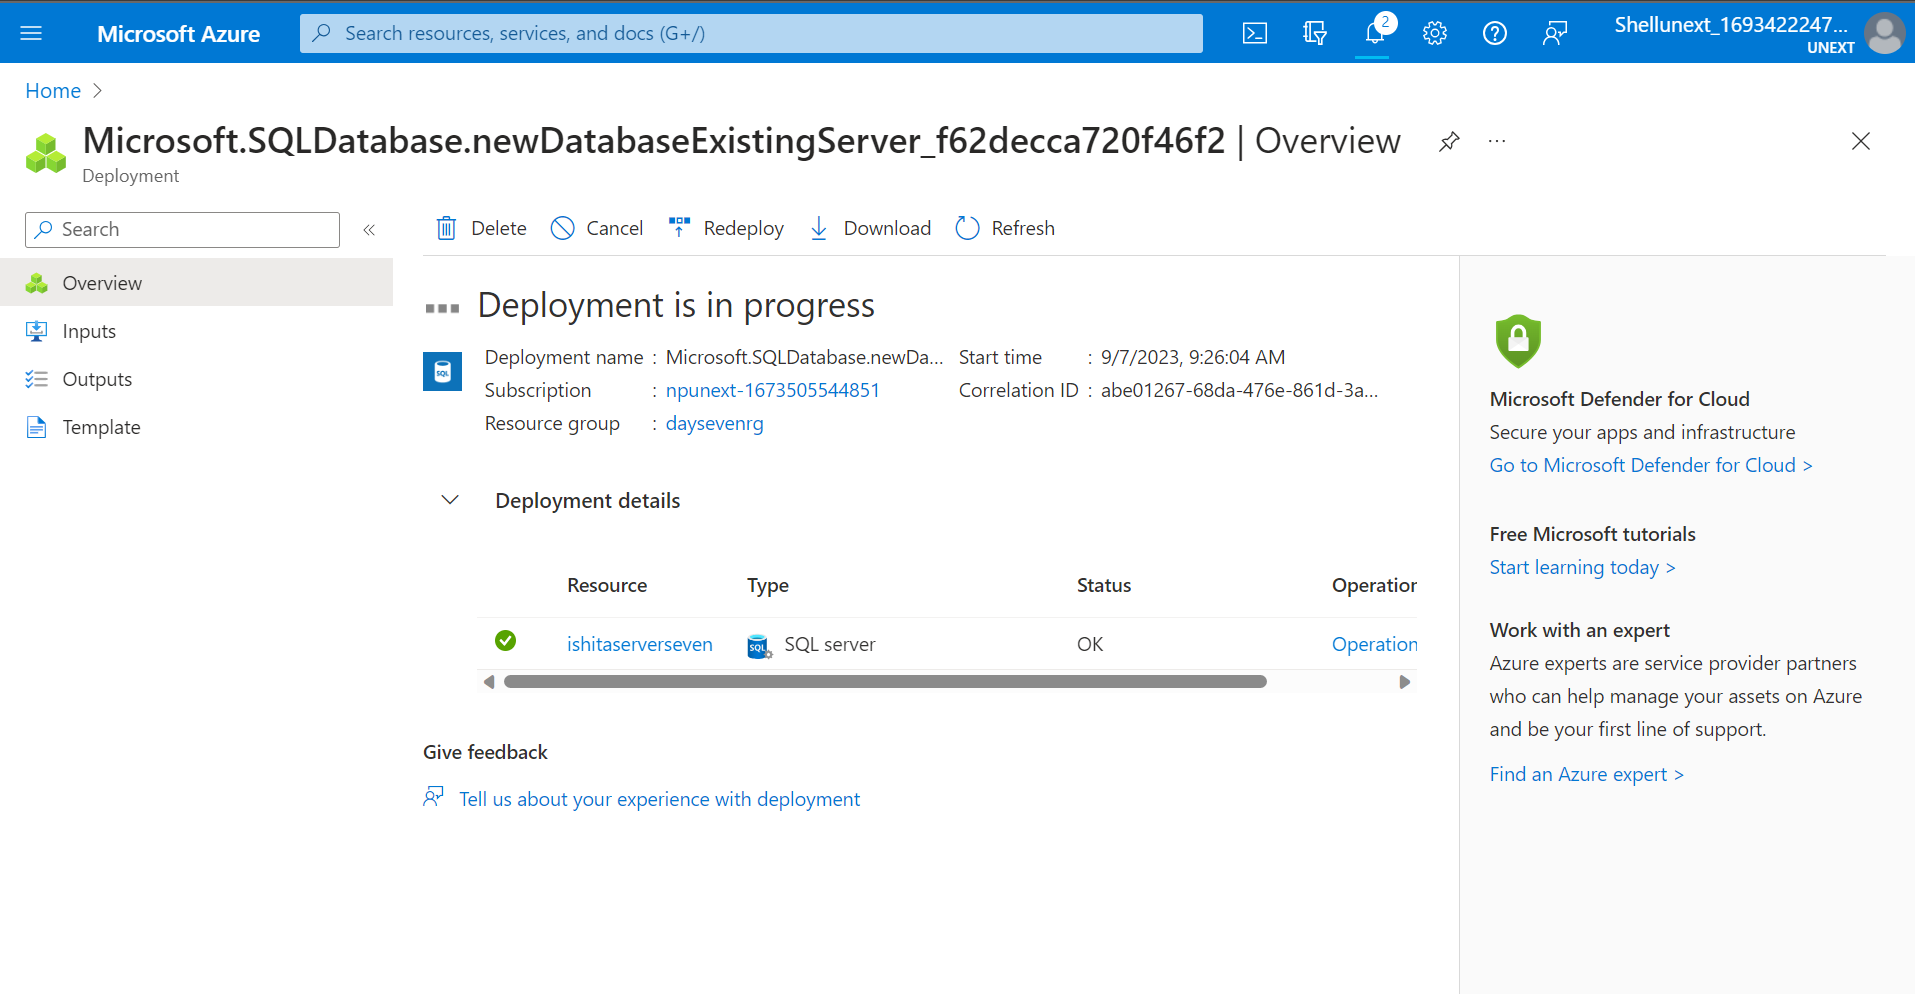 Microsoft Azure
Search resources, services, and docs (G+/)
2
Shellunext_1693422247...
UNEXT
Home
Microsoft.SQLDatabase.newDatabaseExistingServer_f62decca720f46f2 | Overview
...
Deployment
Search
«
Delete
Cancel
Redeploy
Download
Refresh
Overview
Inputs
Outputs
Template
Deployment is in progress
SQL
Deployment name : Microsoft.SQLDatabase.newDa...
Start time : 9/7/2023, 9:26:04 AM
Subscription : npunext-1673505544851
Correlation ID : abe01267-68da-476e-861d-3a...
Resource group : daysevenrg
Deployment details
Resource Type Status Operation
ishitaserverseven SQL SQL server OK Operation
Give feedback
Tell us about your experience with deployment
Microsoft Defender for Cloud
Secure your apps and infrastructure
Go to Microsoft Defender for Cloud >
Free Microsoft tutorials
Start learning today >
Work with an expert
Azure experts are service provider partners
who can help manage your assets on Azure
and be your first line of support.
Find an Azure expert >